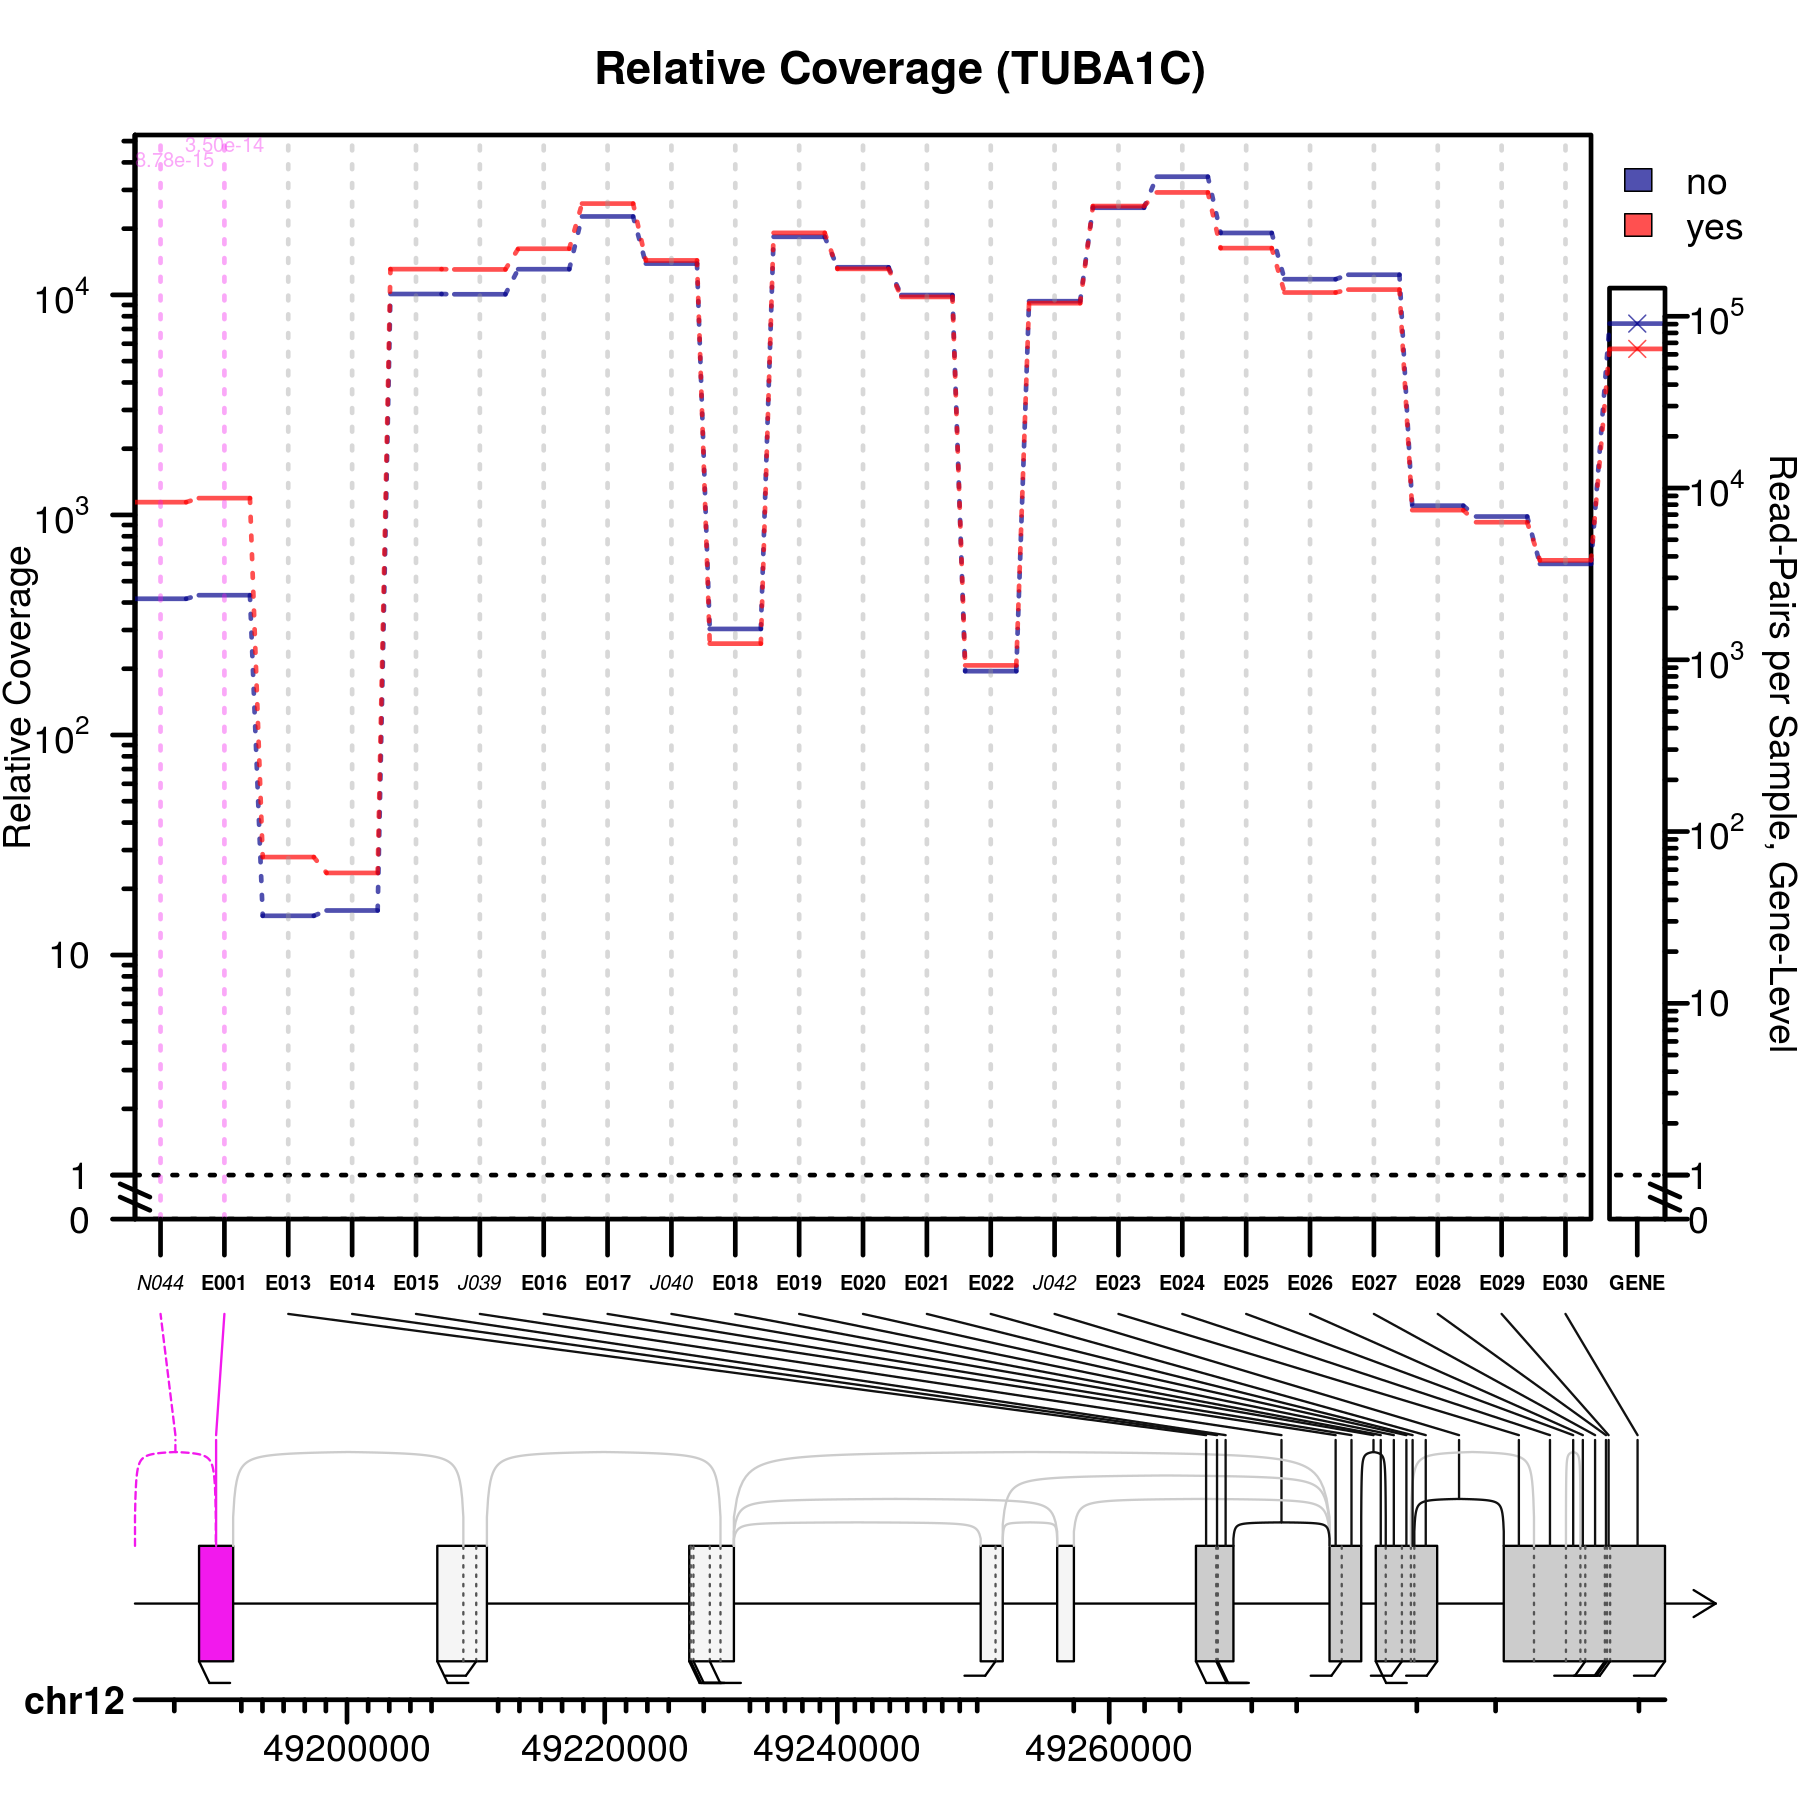 Relative Coverage (TUBA1C)
3.50e-14
8.78e-15
no
yes
10^4
10^3
10^2
10
1
0
Relative Coverage
10^5
10^4
10^3
10^2
10
1
0
Read-Pairs per Sample, Gene-Level
N044 E001 E013 E014 E015 J039 E016 E017 J040 E018 E019 E020 E021 E022 J042 E023 E024 E025 E026 E027 E028 E029 E030 GENE
chr12
49200000 49220000 49240000 49260000